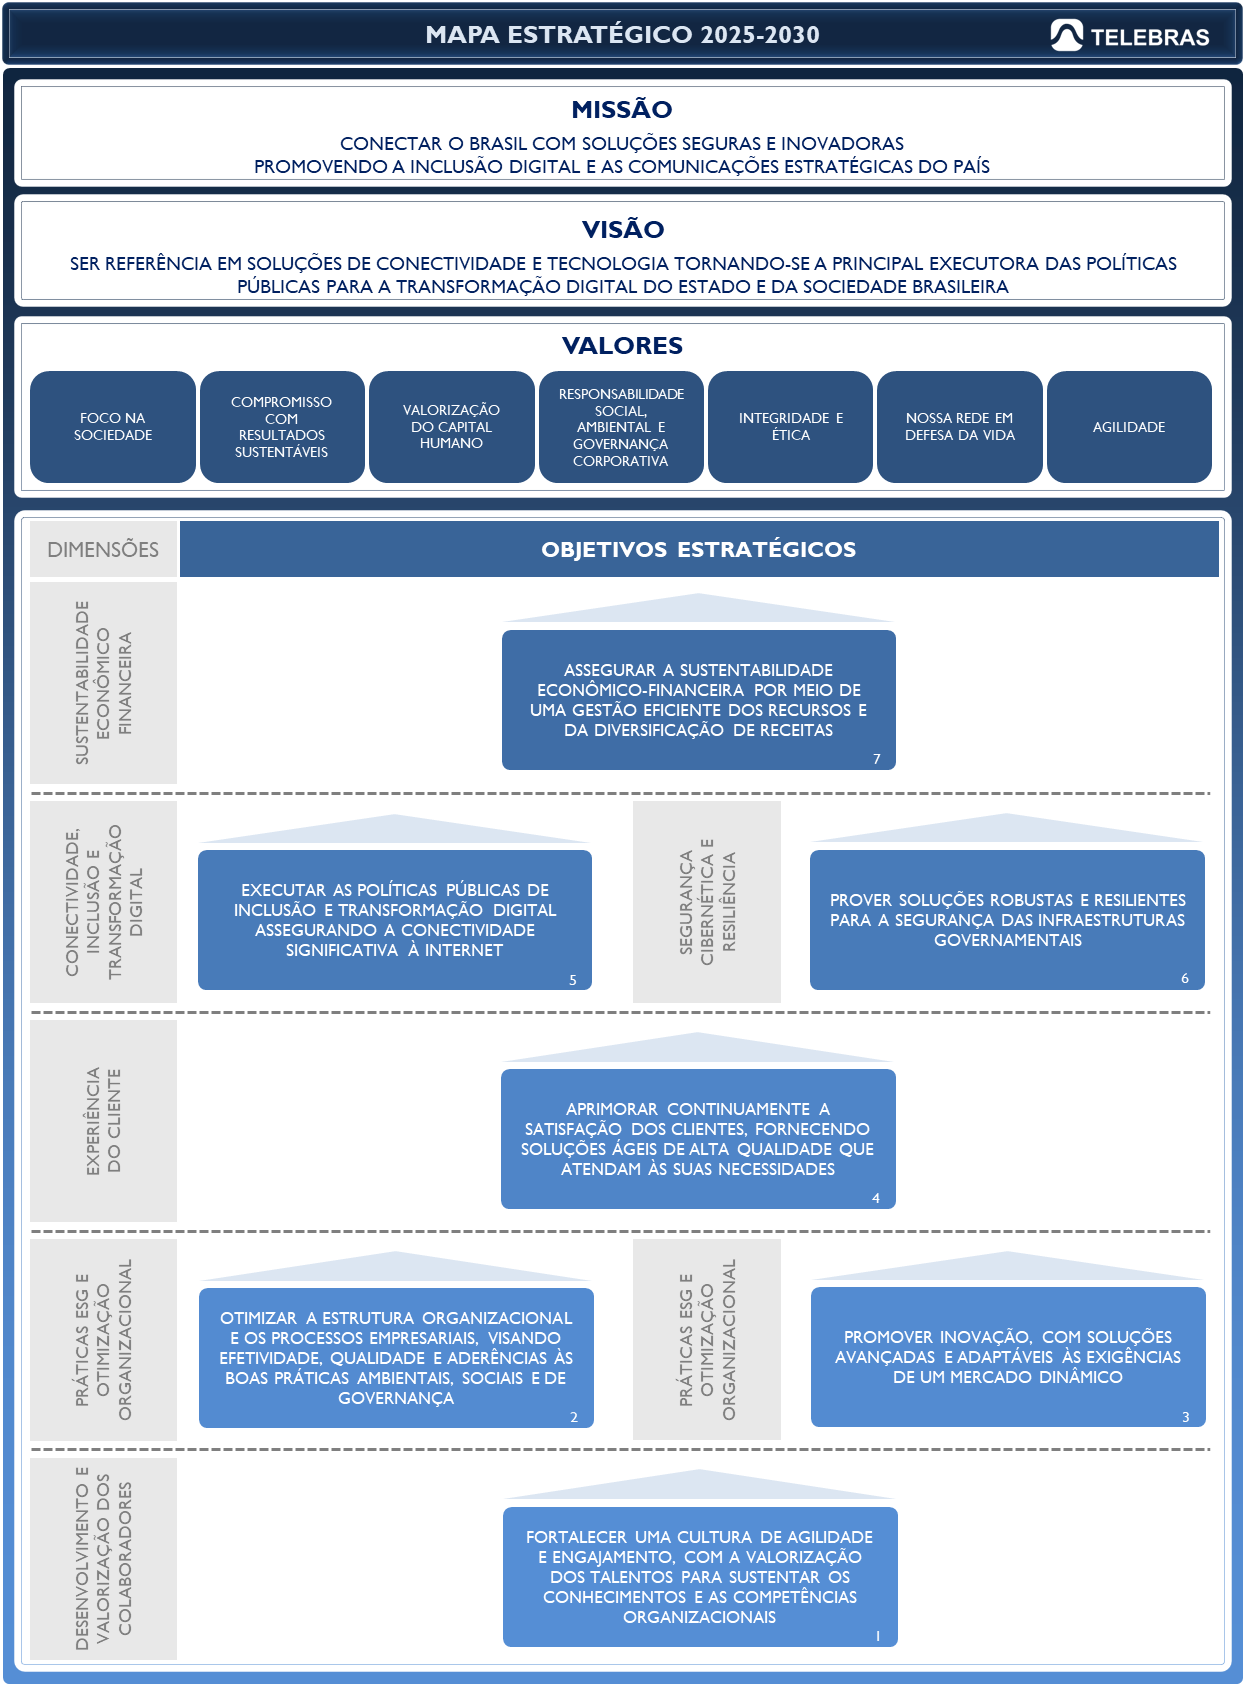 MAPA ESTRATÉGICO 2025-2030
TELEBRAS
MISSÃO
CONECTAR O BRASIL COM SOLUÇÕES SEGURAS E INOVADORAS
PROMOVENDO A INCLUSÃO DIGITAL E AS COMUNICAÇÕES ESTRATÉGICAS DO PAÍS
VISÃO
SER REFERÊNCIA EM SOLUÇÕES DE CONECTIVIDADE E TECNOLOGIA TORNANDO-SE A PRINCIPAL EXECUTORA DAS POLÍTICAS
PÚBLICAS PARA A TRANSFORMAÇÃO DIGITAL DO ESTADO E DA SOCIEDADE BRASILEIRA
VALORES
FOCO NA
SOCIEDADE
COMPROMISSO
COM
RESULTADOS
SUSTENTÁVEIS
VALORIZAÇÃO
DO CAPITAL
HUMANO
RESPONSABILIDADE
SOCIAL,
AMBIENTAL E
GOVERNANÇA
CORPORATIVA
INTEGRIDADE E
ÉTICA
NOSSA REDE EM
DEFESA DA VIDA
AGILIDADE
DIMENSÕES
OBJETIVOS ESTRATÉGICOS
SUSTENTABILIDADE
ECONÔMICO
FINANCEIRA
ASSEGURAR A SUSTENTABILIDADE
ECONÔMICO-FINANCEIRA POR MEIO DE
UMA GESTÃO EFICIENTE DOS RECURSOS E
DA DIVERSIFICAÇÃO DE RECEITAS
7
CONECTIVIDADE,
INCLUSÃO E
TRANSFORMAÇÃO
DIGITAL
EXECUTAR AS POLÍTICAS PÚBLICAS DE
INCLUSÃO E TRANSFORMAÇÃO DIGITAL
ASSEGURANDO A CONECTIVIDADE
SIGNIFICATIVA À INTERNET
5
SEGURANÇA
CIBERNÉTICA E
RESILIÊNCIA
PROVER SOLUÇÕES ROBUSTAS E RESILIENTES
PARA A SEGURANÇA DAS INFRAESTRUTURAS
GOVERNAMENTAIS
6
EXPERIÊNCIA
DO CLIENTE
APRIMORAR CONTINUAMENTE A
SATISFAÇÃO DOS CLIENTES, FORNECENDO
SOLUÇÕES ÁGEIS DE ALTA QUALIDADE QUE
ATENDAM ÀS SUAS NECESSIDADES
4
PRÁTICAS ESG E
OTIMIZAÇÃO
ORGANIZACIONAL
OTIMIZAR A ESTRUTURA ORGANIZACIONAL
E OS PROCESSOS EMPRESARIAIS, VISANDO
EFETIVIDADE, QUALIDADE E ADERÊNCIAS ÀS
BOAS PRÁTICAS AMBIENTAIS, SOCIAIS E DE
GOVERNANÇA
2
PRÁTICAS ESG E
OTIMIZAÇÃO
ORGANIZACIONAL
PROMOVER INOVAÇÃO, COM SOLUÇÕES
AVANÇADAS E ADAPTÁVEIS ÀS EXIGÊNCIAS
DE UM MERCADO DINÂMICO
3
DESENVOLVIMENTO E
VALORIZAÇÃO DOS
COLABORADORES
FORTALECER UMA CULTURA DE AGILIDADE
E ENGAJAMENTO, COM A VALORIZAÇÃO
DOS TALENTOS PARA SUSTENTAR OS
CONHECIMENTOS E AS COMPETÊNCIAS
ORGANIZACIONAIS
1